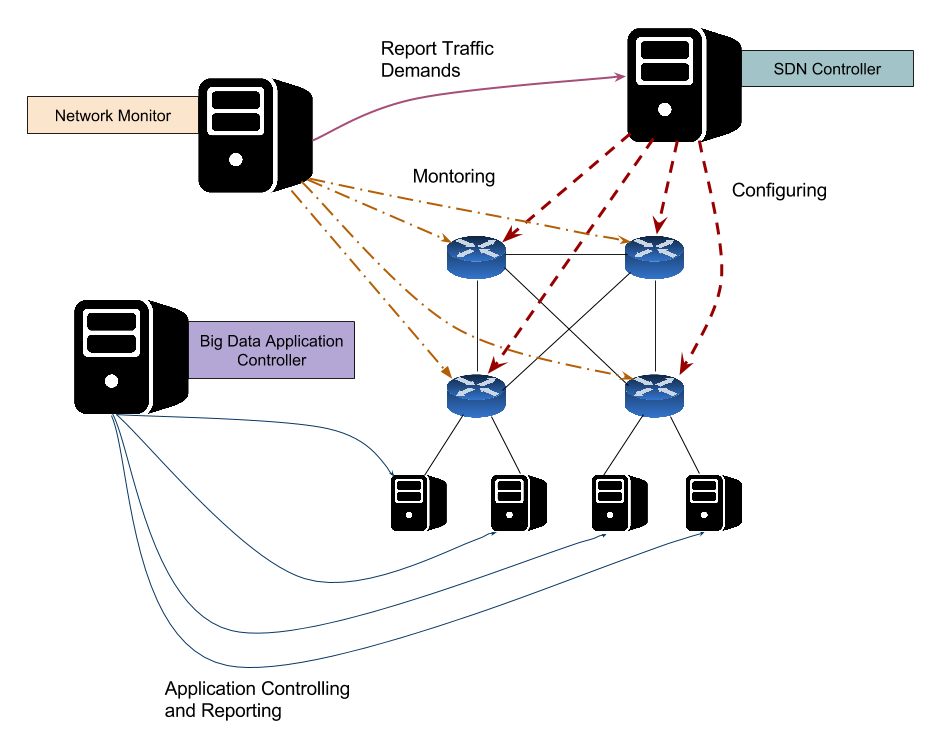 Report Traffic
Demands
SDN Controller
Network Monitor
Montoring
Configuring
Big Data Application
Controller
Application Controlling
and Reporting